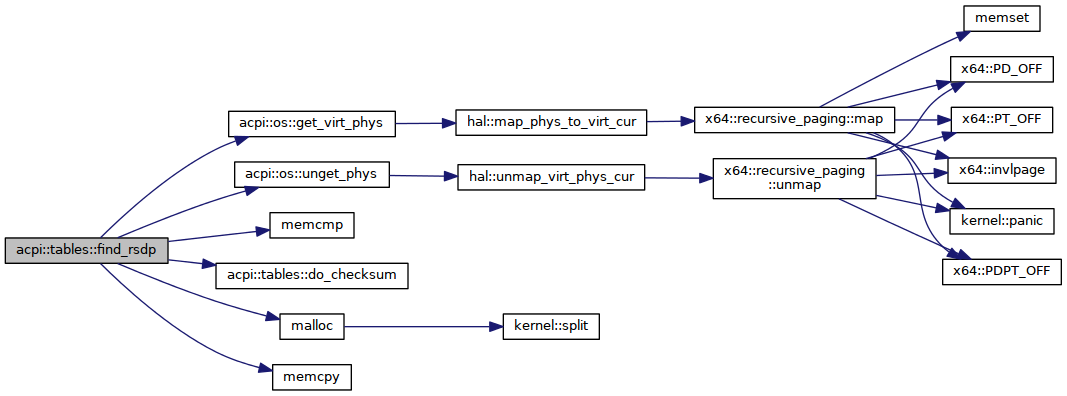 acpi::tables::find_rsdp
acpi::os::get_virt_phys
acpi::os::unget_phys
memcmp
acpi::tables::do_checksum
malloc
memcpy
hal::map_phys_to_virt_cur
hal::unmap_virt_phys_cur
kernel::split
x64::recursive_paging::map
x64::recursive_paging
::unmap
memset
x64::PD_OFF
x64::PT_OFF
x64::invlpage
kernel::panic
x64::PDPT_OFF